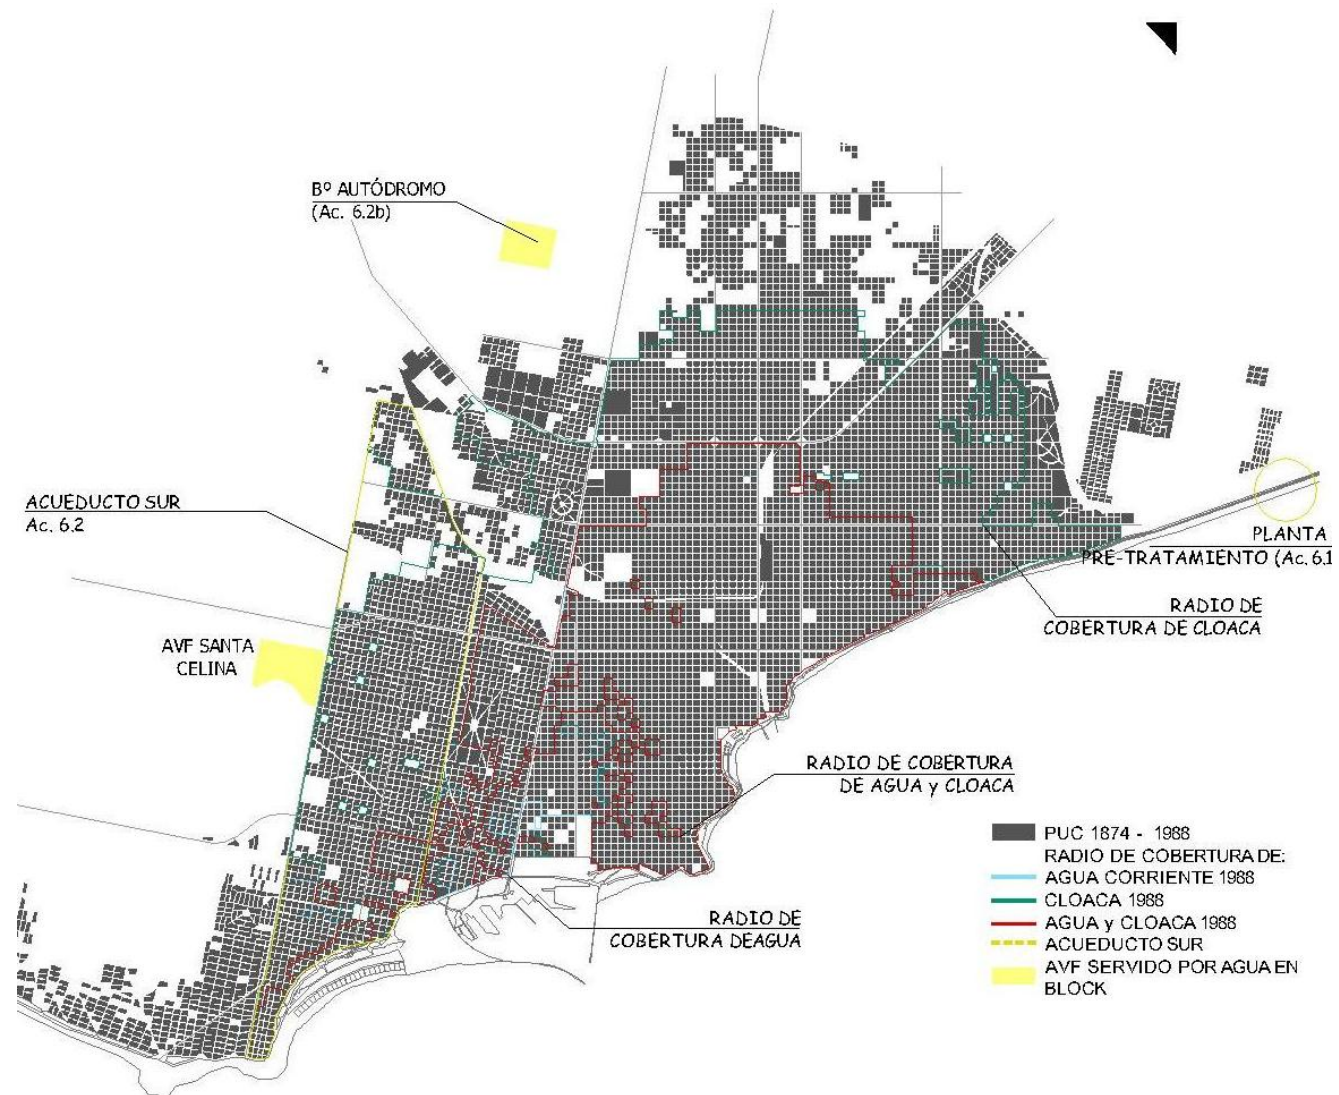 Bº AUTÓDROMO
(Ac. 6.2b)
ACUEDUCTO SUR
Ac. 6.2
PLANTA
PRE-TRATAMIENTO (Ac. 6.1
RADIO DE
COBERTURA DE CLOACA
AVF SANTA
CELINA
RADIO DE COBERTURA
DE AGUA y CLOACA
RADIO DE
COBERTURA DEAGUA
PUC 1874 - 1988
RADIO DE COBERTURA DE:
AGUA CORRIENTE 1988
CLOACA 1988
AGUA y CLOACA 1988
ACUEDUCTO SUR
AVF SERVIDO POR AGUA EN
BLOCK